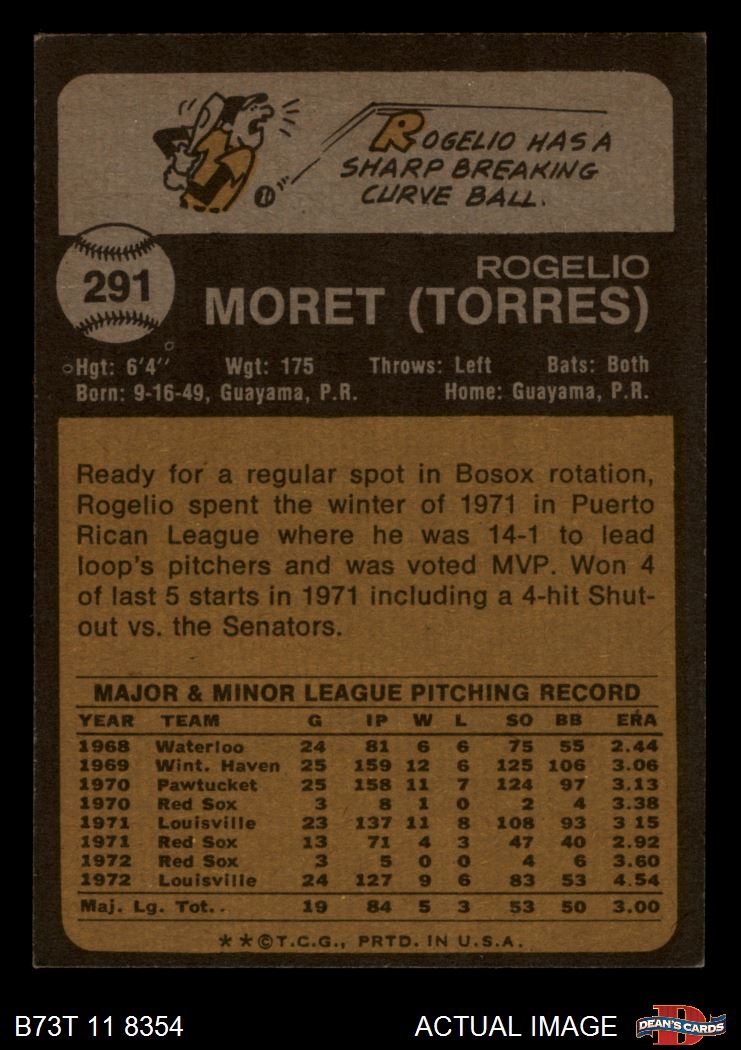 ROGELIO HAS A
SHARP BREAKING
CURVE BALL.
291
ROGELIO
MORET (TORRES)
Hgt: 6'4" Wgt: 175 Throws: Left Bats: Both
Born: 9-16-49, Guayama, P.R. Home: Guayama, P.R.
Ready for a regular spot in Bosox rotation,
Rogelio spent the winter of 1971 in Puerto
Rican League where he was 14-1 to lead
loop's pitchers and was voted MVP. Won 4
of last 5 starts in 1971 including a 4-hit Shut-
out vs. the Senators.
MAJOR & MINOR LEAGUE PITCHING RECORD
YEAR TEAM G IP W L SO BB ERA
1968 Waterloo 24 81 6 6 75 55 2.44
1969 Wint. Haven 25 159 12 6 125 106 3.06
1970 Pawtucket 25 158 11 7 124 97 3.13
1970 Red Sox 3 8 1 0 2 4 3.38
1971 Louisville 23 137 11 8 108 93 3 15
1971 Red Sox 13 71 4 3 47 40 2.92
1972 Red Sox 3 5 0 0 4 6 3.60
1972 Louisville 24 127 9 6 83 53 4.54
Maj. Lg. Tot.. 19 84 5 3 53 50 3.00
**©T.C.G., PRTD. IN U.S.A.
B73T 11 8354 ACTUAL IMAGE DEAN'S CARDS